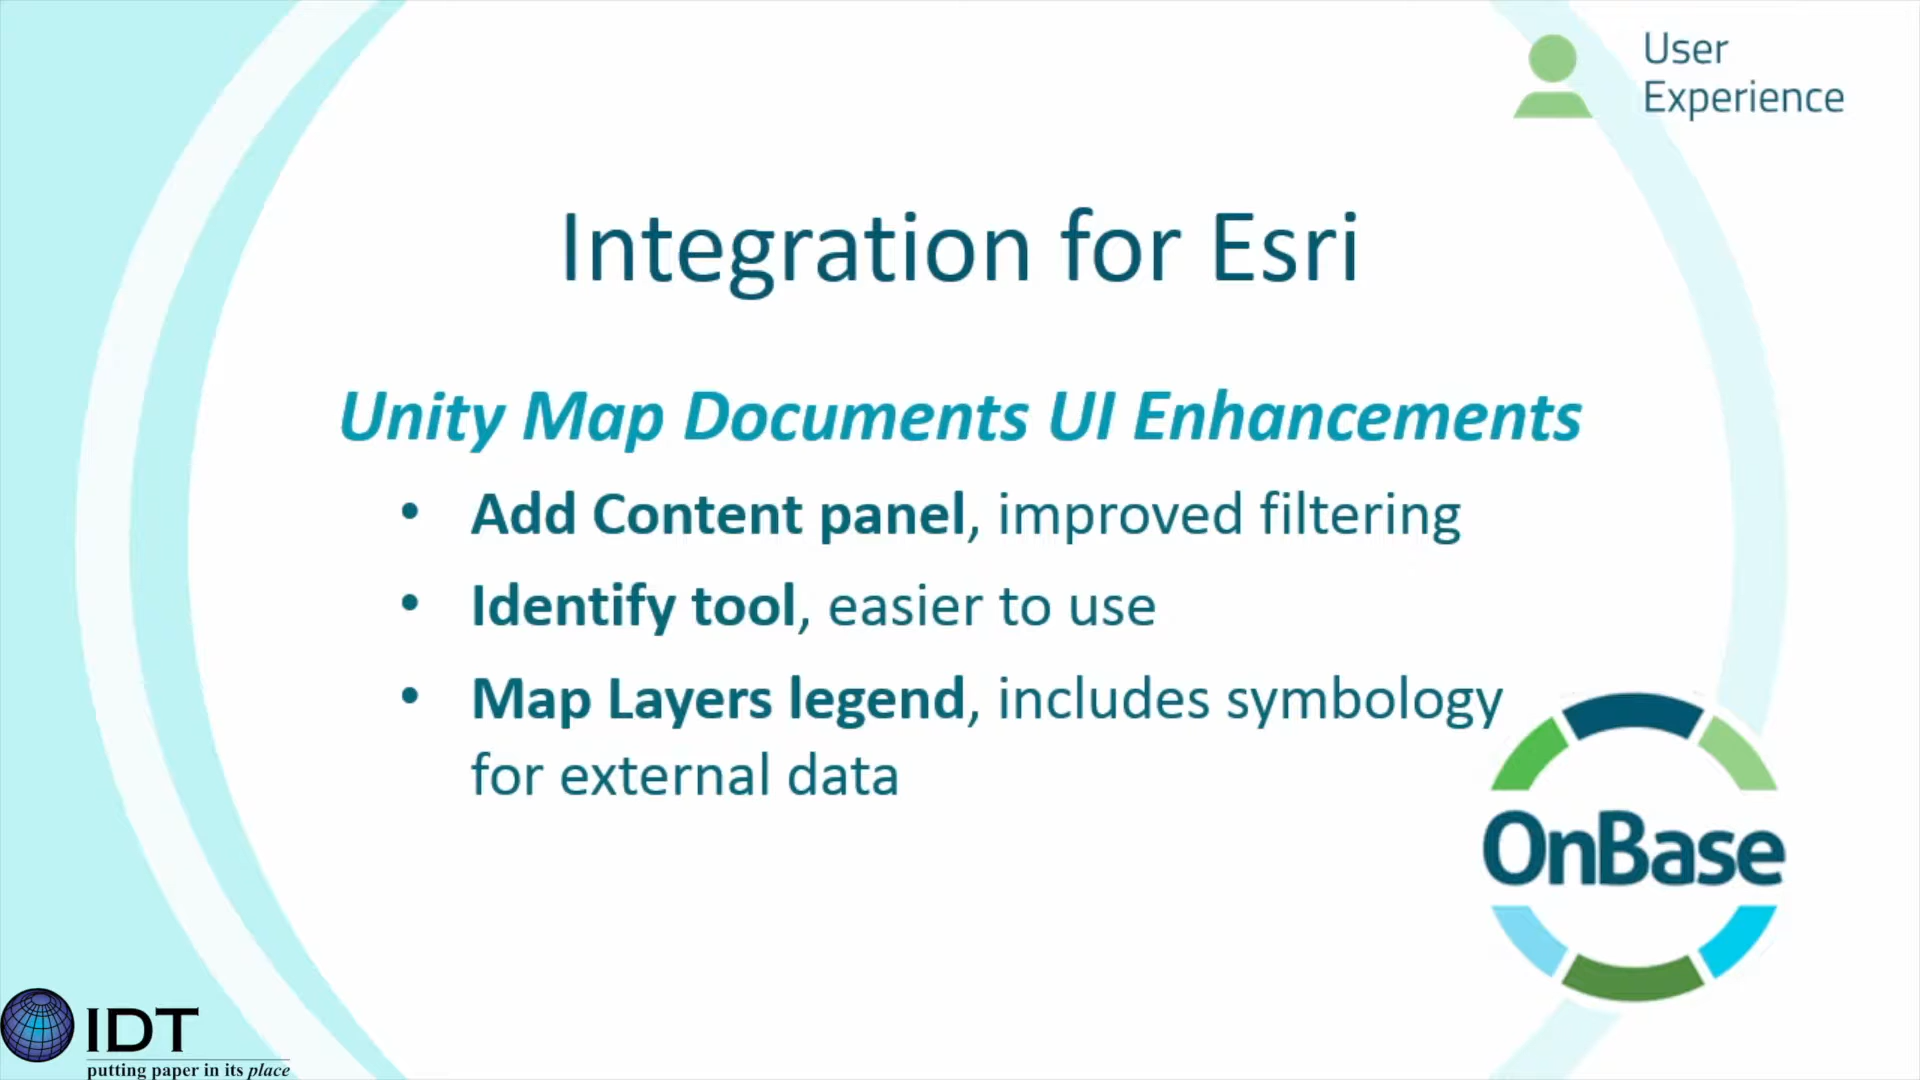 User
Experience
Integration for Esri
Unity Map Documents UI Enhancements
• Add Content panel, improved filtering
• Identify tool, easier to use
• Map Layers legend, includes symbology
for external data
OnBase
IDT
putting paper in its place